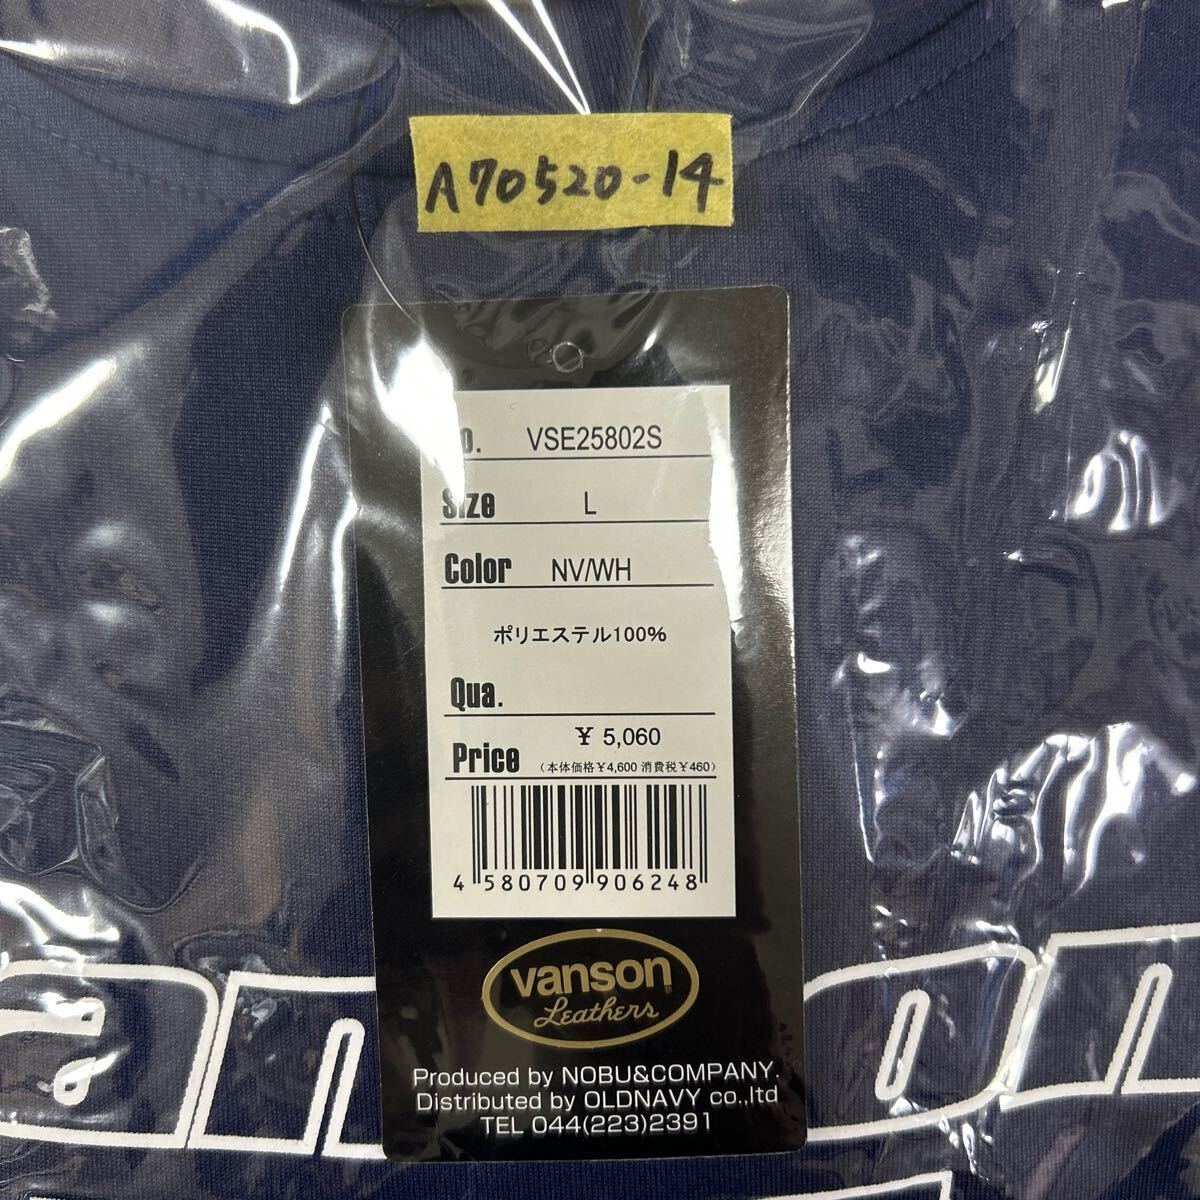 A70520-14
No. VSE25802S
Size L
Color NV/WH
ポリエステル100%
Qua.
Price ¥ 5,060
(本体価格¥4,600 消費税¥460)
4 580709 906248
vanson
Leathers
Produced by NOBU&COMPANY.
Distributed by OLDNAVY co.,ltd
TEL 044(223)2391